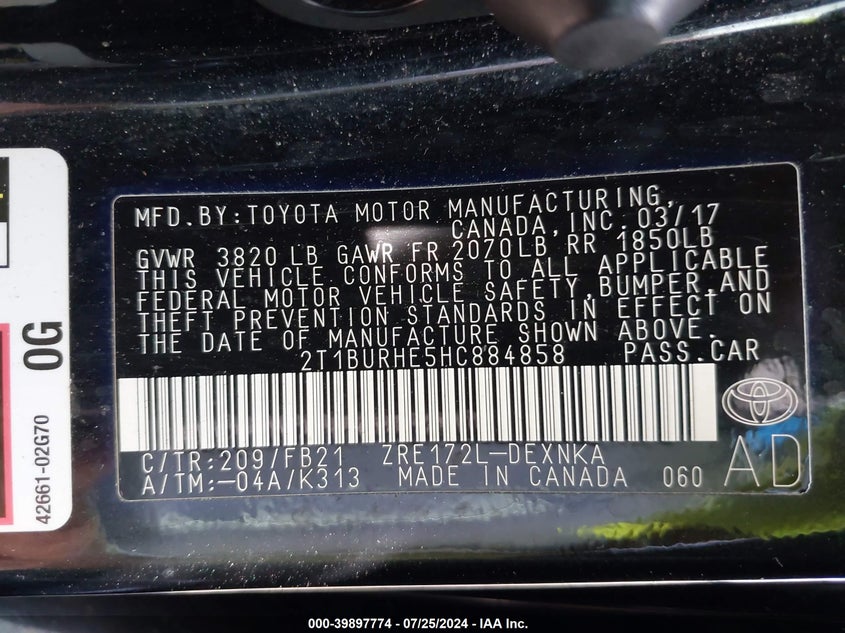 MFD.BY:TOYOTA MOTOR MANUFACTURING,
CANADA,INC. 03/17
GVWR 3820 LB GAWR FR 2070LB RR 1850LB
THIS VEHICLE CONFORMS TO ALL APPLICABLE
FEDERAL MOTOR VEHICLE SAFETY,BUMPER,AND
THEFT PREVENTION STANDARDS IN EFFECT ON
THE DATE OF MANUFACTURE SHOWN ABOVE.
2T1BURHE5HC884858 PASS.CAR
C/TR:209/FB21 ZRE172L-DEXNKA
A/TM:-04A/K313 MADE IN CANADA 060
AD
0G
42661-02G70
000-39897774 - 07/25/2024 - IAA Inc.